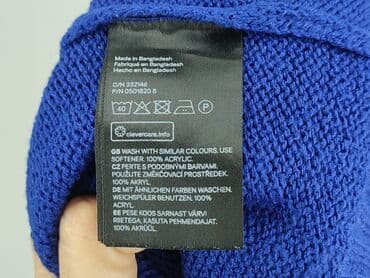 Made in Bangladesh
Fabriqué en Bangladesh
Hecho en Bangladesh
D/N 332146
P/N 0501820 8
40
P
clevercare.info
GB WASH WITH SIMILAR COLOURS, USE
SOFTENER. 100% ACRYLIC.
CZ PERTE S PODOBNÝMI BARVAMI.
POUŽIJTE ZMĚKČOVACÍ PROSTŘEDEK.
100% AKRYL.
DE MIT ÄHNLICHEN FARBEN WASCHEN.
WEICHSPÜLER BENUTZEN. 100%
ACRYL.
EE PESE KOOS SARNAST VÄRVI
RIIETEGA. KASUTA PEHMENDAJAT.
100% AKRÜÜL.